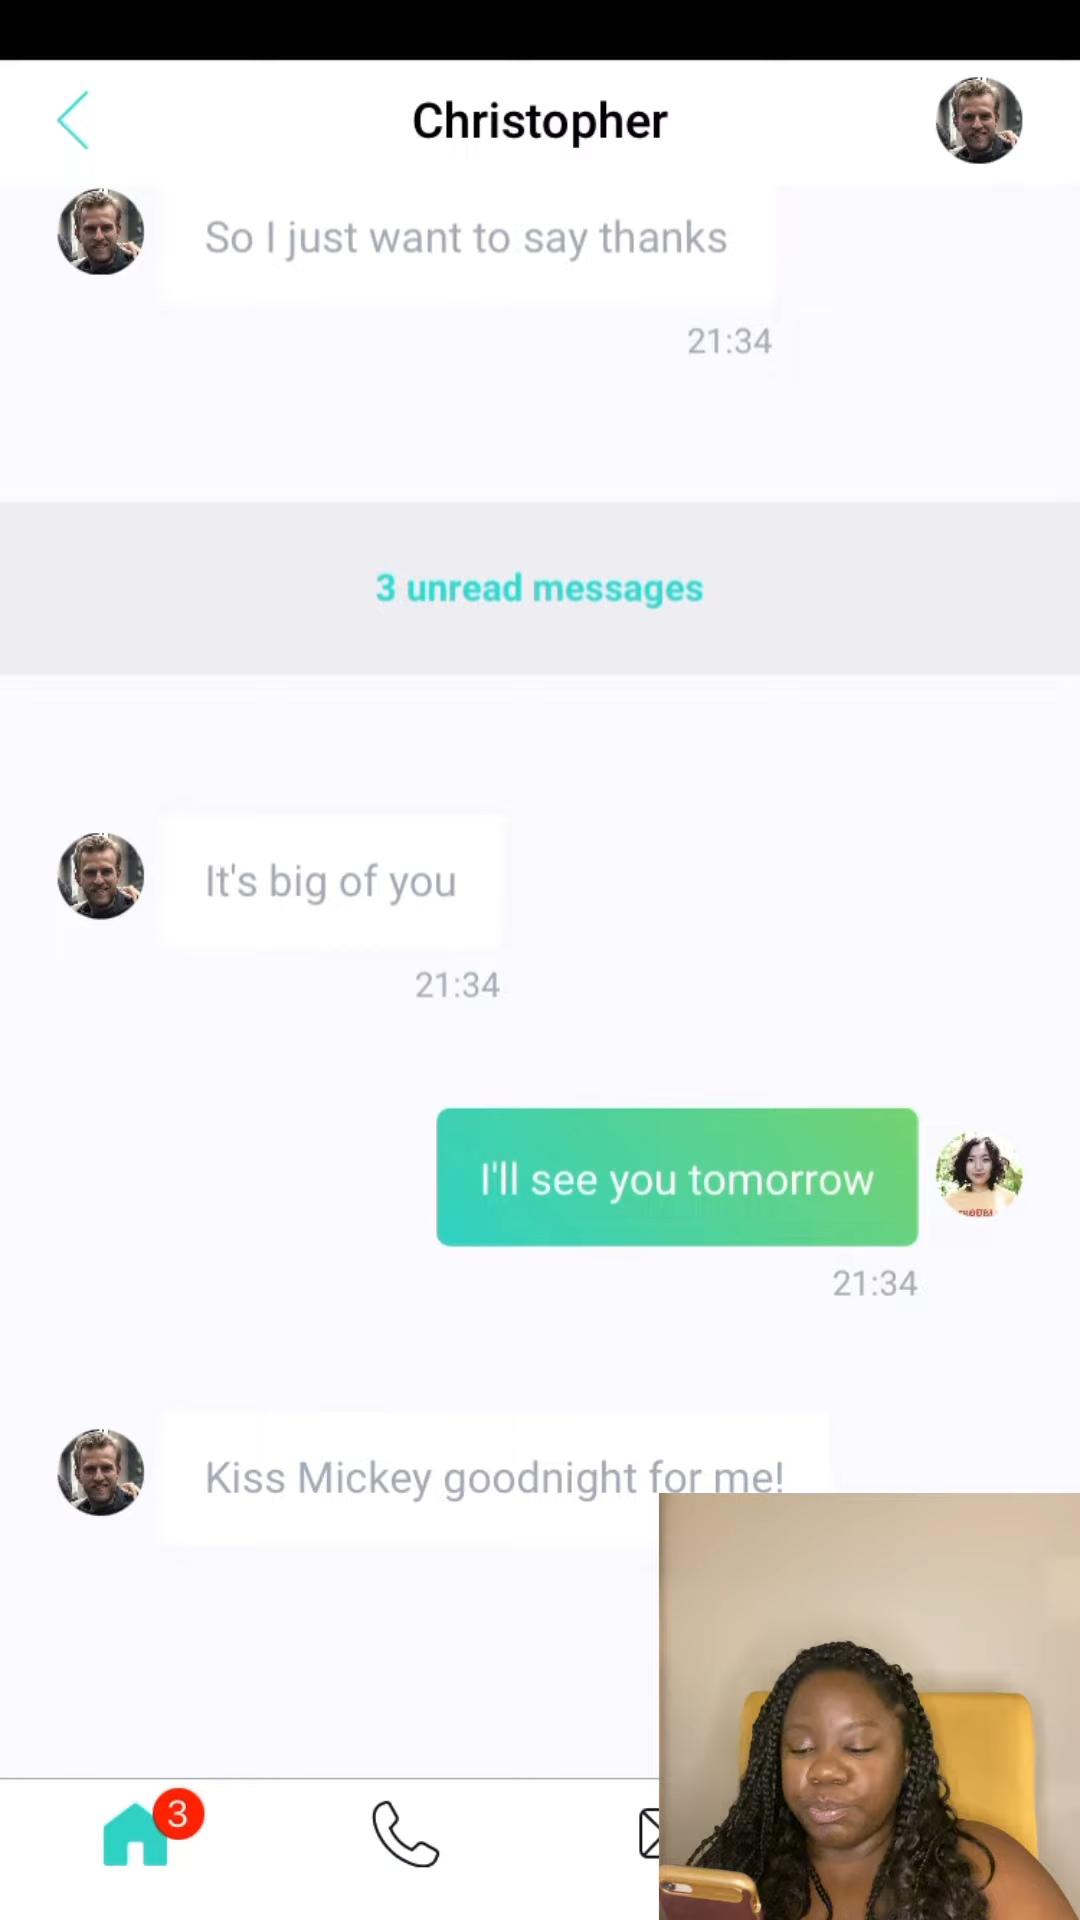 Christopher
So I just want to say thanks
21:34
3 unread messages
It's big of you
21:34
I'll see you tomorrow
21:34
Kiss Mickey goodnight for me!
3